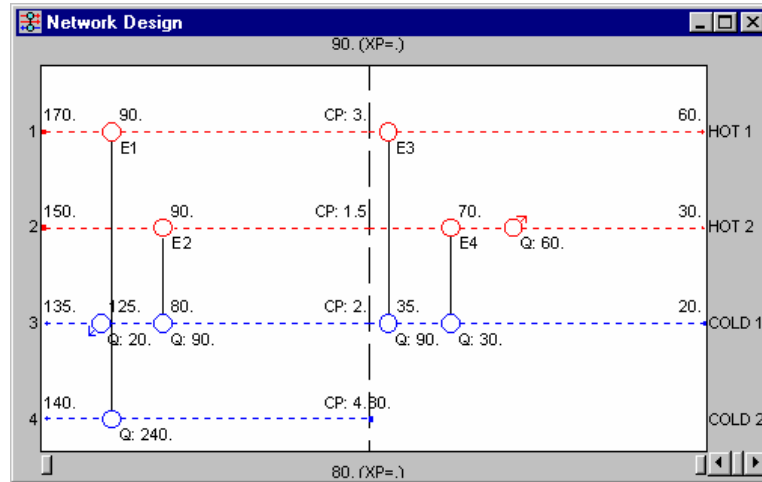 Network Design
90. (XP=.)
170. 90. CP: 3. 60.
1 HOT 1
E1 E3
150. 90. CP: 1.5 70. 30.
2 HOT 2
E2 E4 Q: 60.
135. 125. 80. CP: 2. 35. 20.
3 COLD 1
Q: 20. Q: 90. Q: 90. Q: 30.
140. CP: 4. 80.
4 COLD 2
Q: 240.
80. (XP=.)